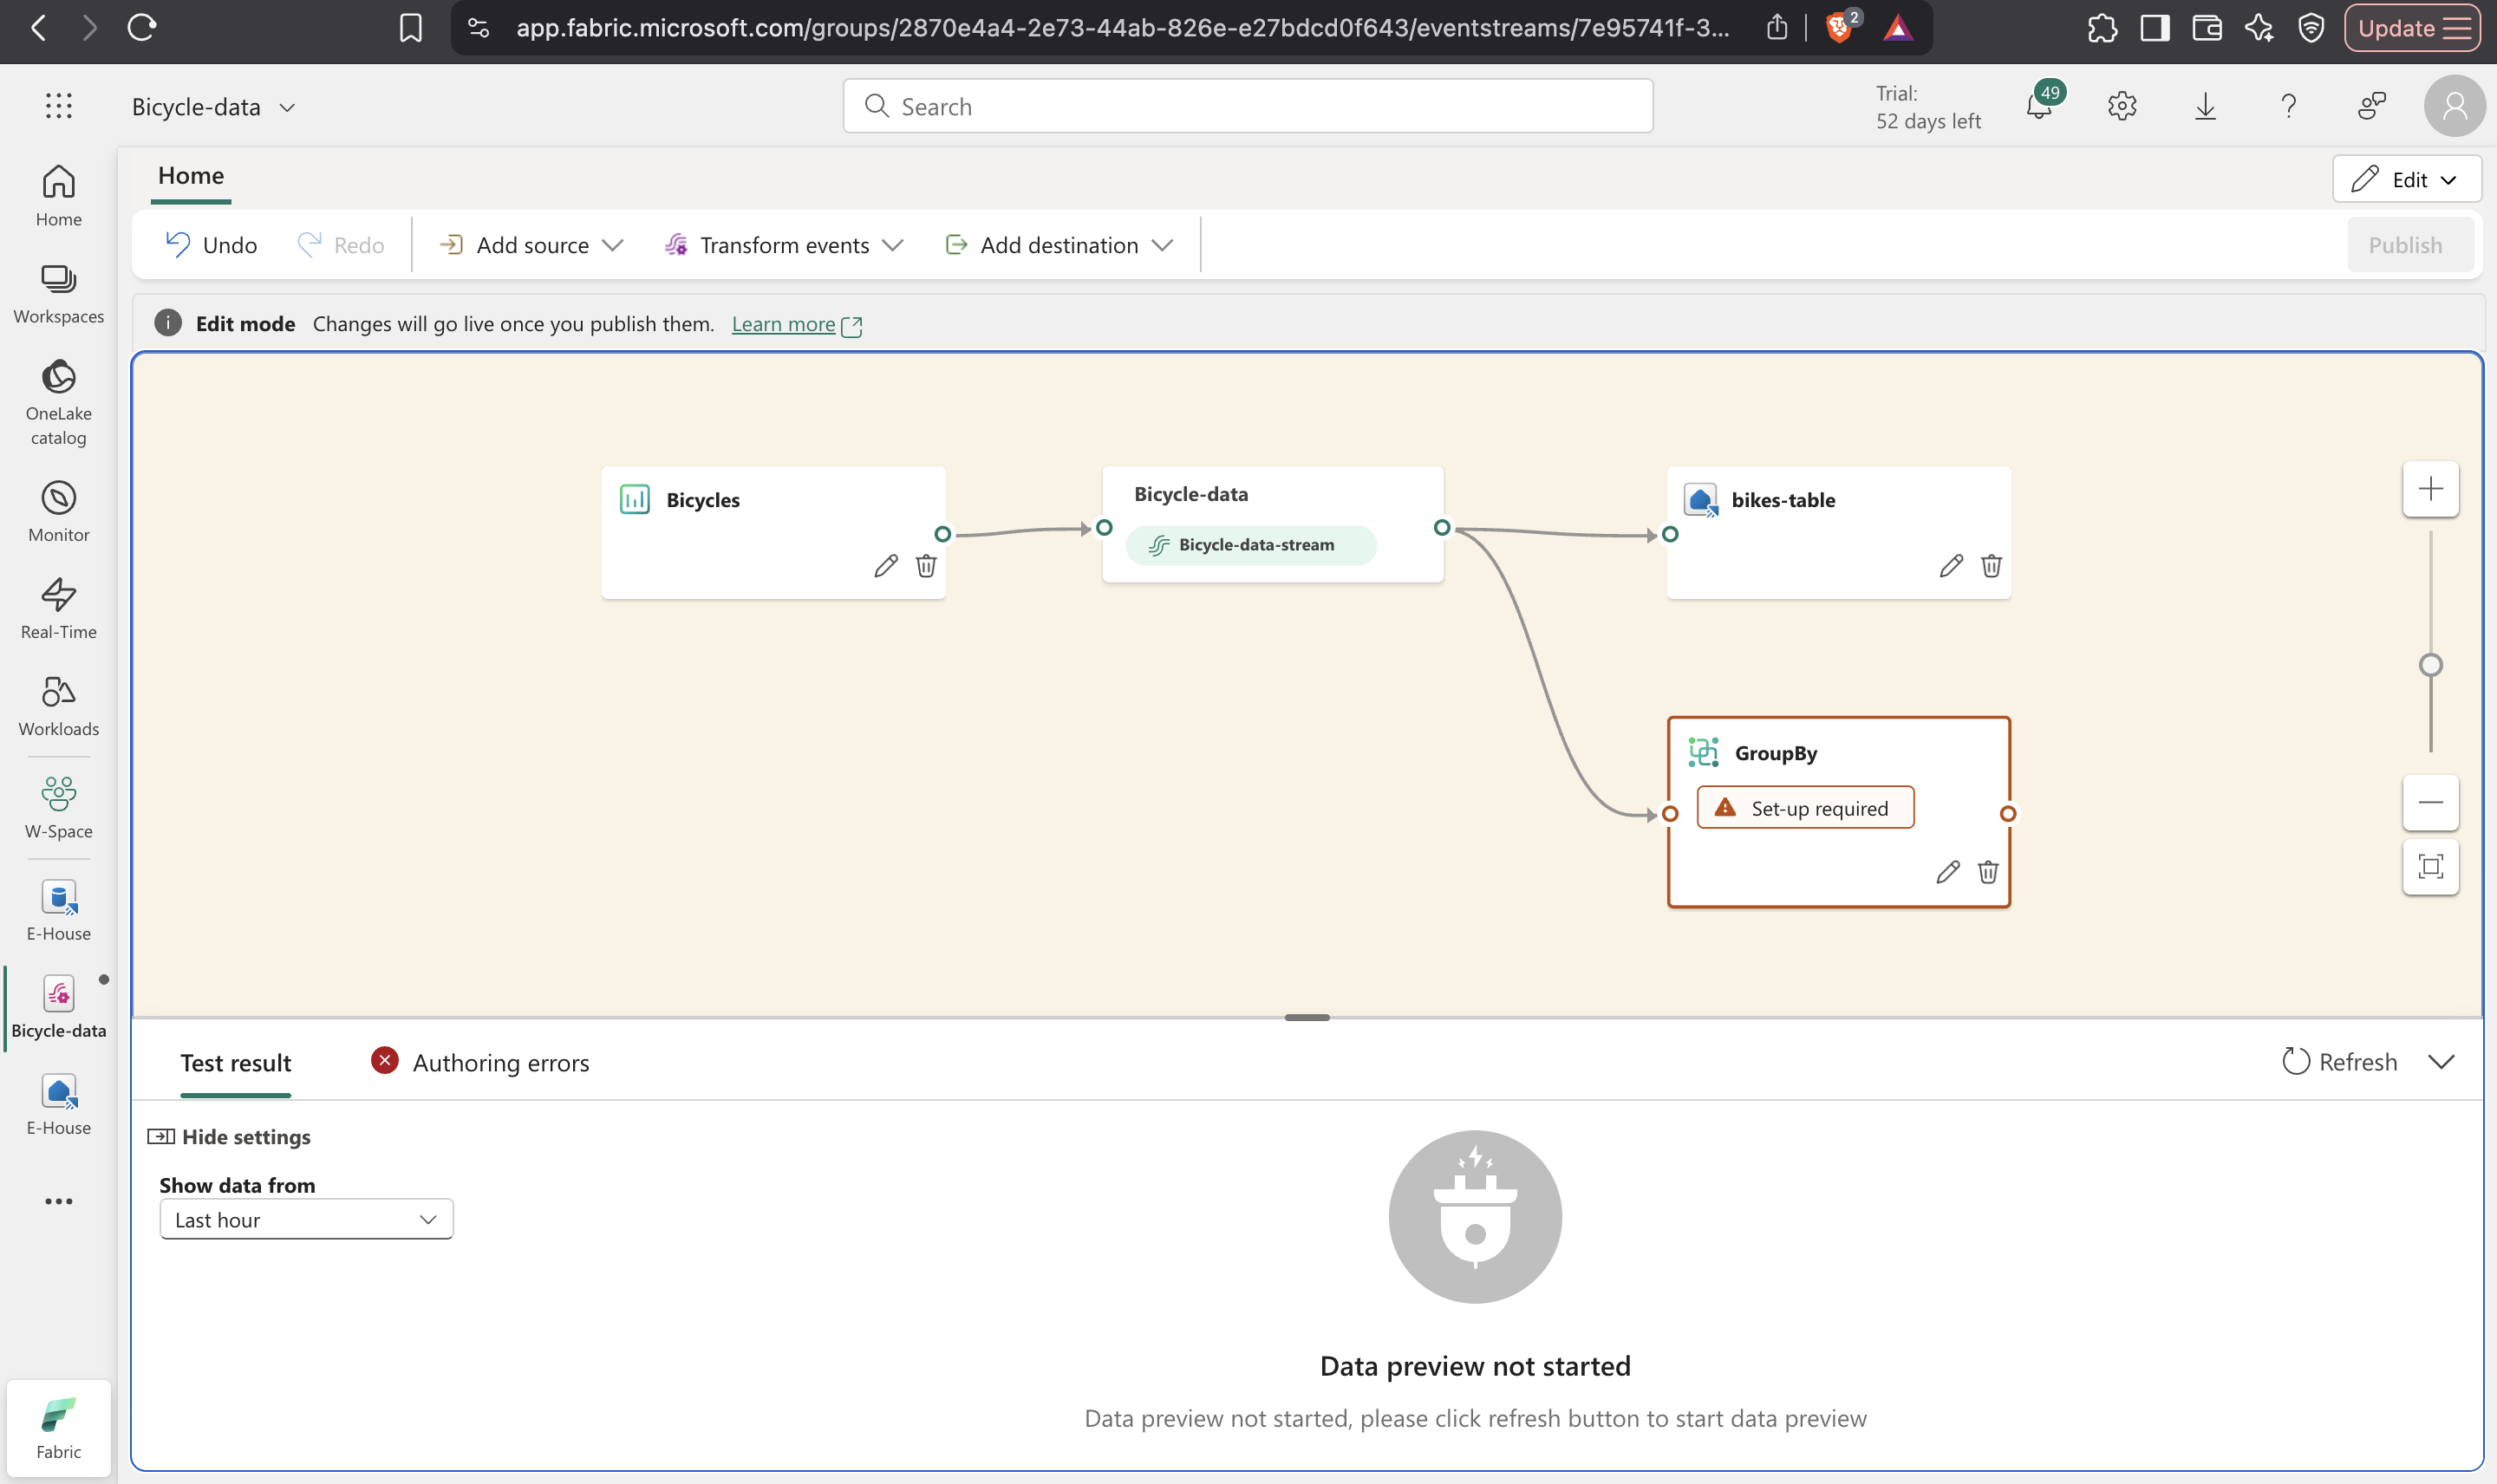 app.fabric.microsoft.com/groups/2870e4a4-2e73-44ab-826e-e27bdcd0f643/eventstreams/7e95741f-3...
2
Update
Bicycle-data
Search
Trial:
52 days left
49
Home
Edit
Undo
Redo
Add source
Transform events
Add destination
Publish
Edit mode Changes will go live once you publish them. Learn more
Home
Workspaces
OneLake
catalog
Monitor
Real-Time
Workloads
W-Space
E-House
Bicycle-data
E-House
Fabric
Bicycles
Bicycle-data
Bicycle-data-stream
bikes-table
GroupBy
Set-up required
Test result
Authoring errors
Refresh
Hide settings
Show data from
Last hour
Data preview not started
Data preview not started, please click refresh button to start data preview